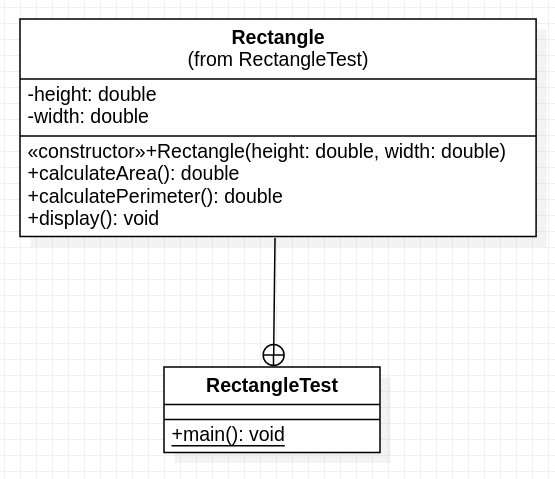 Rectangle
(from RectangleTest)
-height: double
-width: double
«constructor»+Rectangle(height: double, width: double)
+calculateArea(): double
+calculatePerimeter(): double
+display(): void
RectangleTest
+main(): void